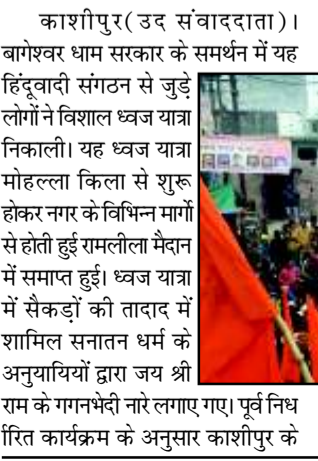 काशीपुर(उद संवाददाता)।
बागेश्वर धाम सरकार के समर्थन में यह
हिंदूवादी संगठन से जुड़े
लोगों ने विशाल ध्वज यात्रा
निकाली। यह ध्वज यात्रा
मोहल्ला किला से शुरू
होकर नगर के विभिन्न मार्गो
से होती हुई रामलीला मैदान
में समाप्त हुई। ध्वज यात्रा
में सैकड़ों की तादाद में
शामिल सनातन धर्म के
अनुयायियों द्वारा जय श्री
राम के गगनभेदी नारे लगाए गए। पूर्व निध
र्ारित कार्यक्रम के अनुसार काशीपुर के